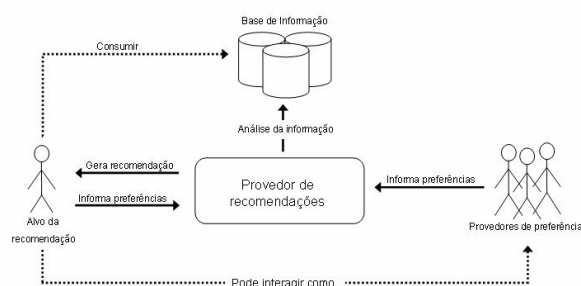 Base de Informação
Consumir
Análise da informação
Gera recomendação
Informa preferências
Provedor de
recomendações
Informa preferências
Alvo da
recomendação
Provedores de preferência
Pode interagir como